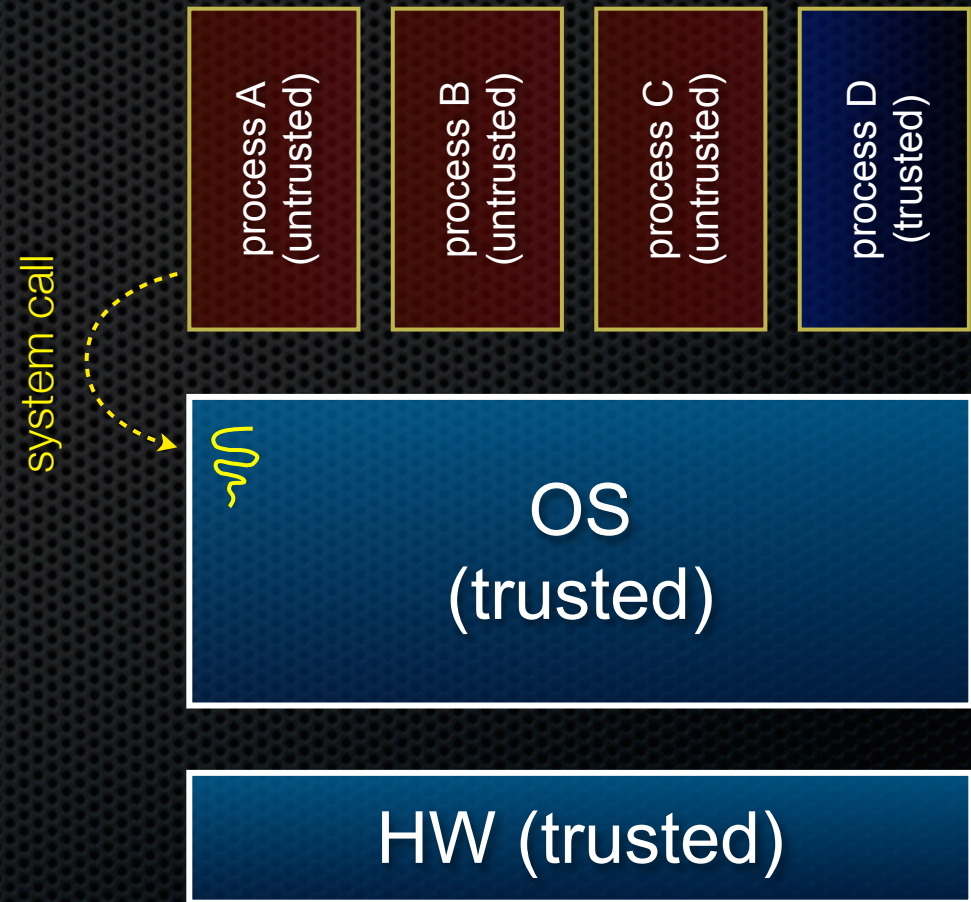 process A
(untrusted)
process B
(untrusted)
process C
(untrusted)
process D
(trusted)
system call
OS
(trusted)
HW (trusted)